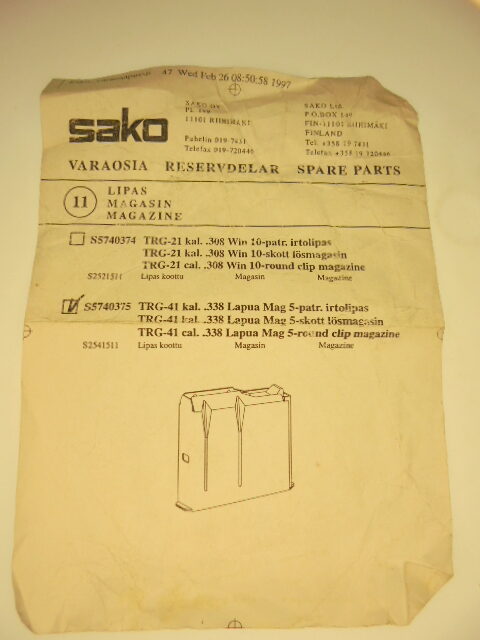 47 Wed Feb 26 08:50:58 1997
sako
SAKO OY
11101 RIIHIMÄKI
Puhelin 019-7431
Telefax 019-720446
SAKO Ltd.
P.O.BOX 149
FIN-11101 RIIHIMÄKI
FINLAND
Tel. +358 19 7431
Telefax +358 19 720446
VARAOSIA RESERVDELAR SPARE PARTS
11
LIPAS
MAGASIN
MAGAZINE
S5740374 TRG-21 kal. .308 Win 10-patr. irtolipas
TRG-21 kal. .308 Win 10-skott lösmagasin
TRG-21 cal. .308 Win 10-round clip magazine
S2521511 Lipas koottu Magasin Magazine
S5740375 TRG-41 kal. .338 Lapua Mag 5-patr. irtolipas
TRG-41 kal. .338 Lapua Mag 5-skott lösmagasin
TRG-41 cal. .338 Lapua Mag 5-round clip magazine
S2541511 Lipas koottu Magasin Magazine